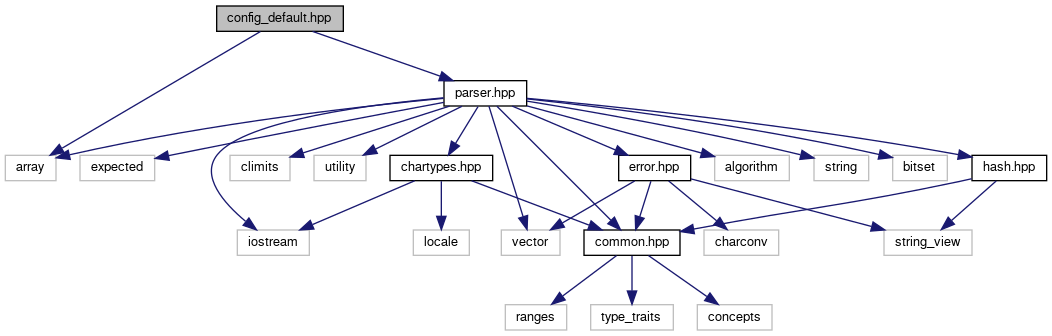 config_default.hpp
parser.hpp
array
expected
climits
utility
chartypes.hpp
error.hpp
algorithm
string
bitset
hash.hpp
iostream
locale
vector
common.hpp
charconv
string_view
ranges
type_traits
concepts